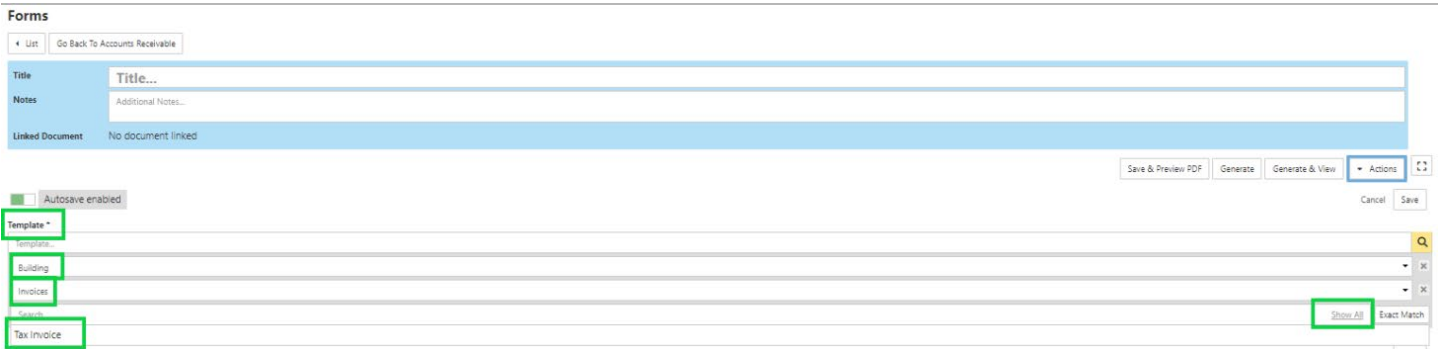 Forms
List
Go Back To Accounts Receivable
Title
Title...
Notes
Additional Notes...
Linked Document
No document linked
Save & Preview PDF
Generate
Generate & View
Actions
Autosave enabled
Cancel
Save
Template *
Template...
Building
Invoices
Search
Show All
Exact Match
Tax Invoice